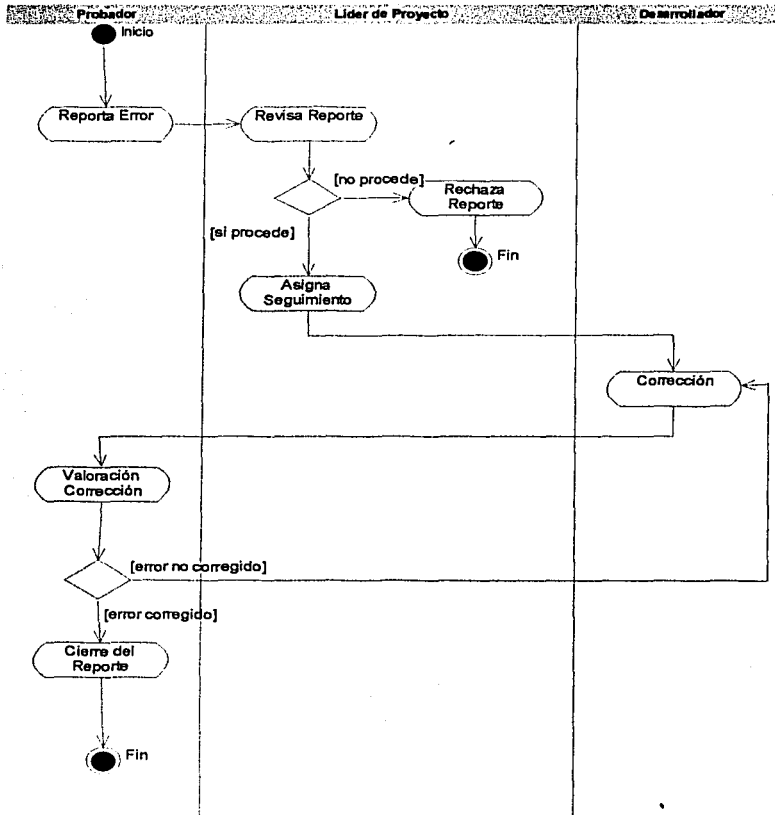 Probador
Líder de Proyecto
Desarrollador
Inicio
Reporta Error
Revisa Reporte
[no procede]
Rechaza
Reporte
[si procede]
Fin
Asigna
Seguimiento
Corrección
Valoración
Corrección
[error no corregido]
[error corregido]
Cierre del
Reporte
Fin